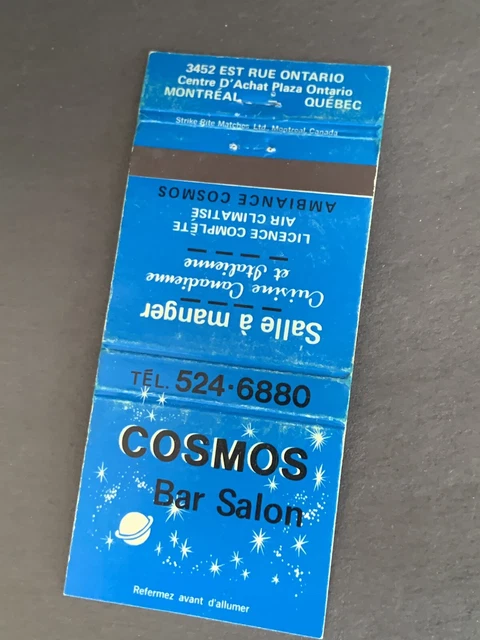 3452 EST RUE ONTARIO
Centre D'Achat Plaza Ontario
MONTRÉAL QUÉBEC
Strike Rite Matches Ltd. Montreal, Canada
Salle à manger
Cuisine Canadienne
et Italienne
LICENCE COMPLÈTE
AIR CLIMATISÉ
AMBIANCE COSMOS
TÉL. 524·6880
COSMOS
Bar Salon
Refermez avant d'allumer